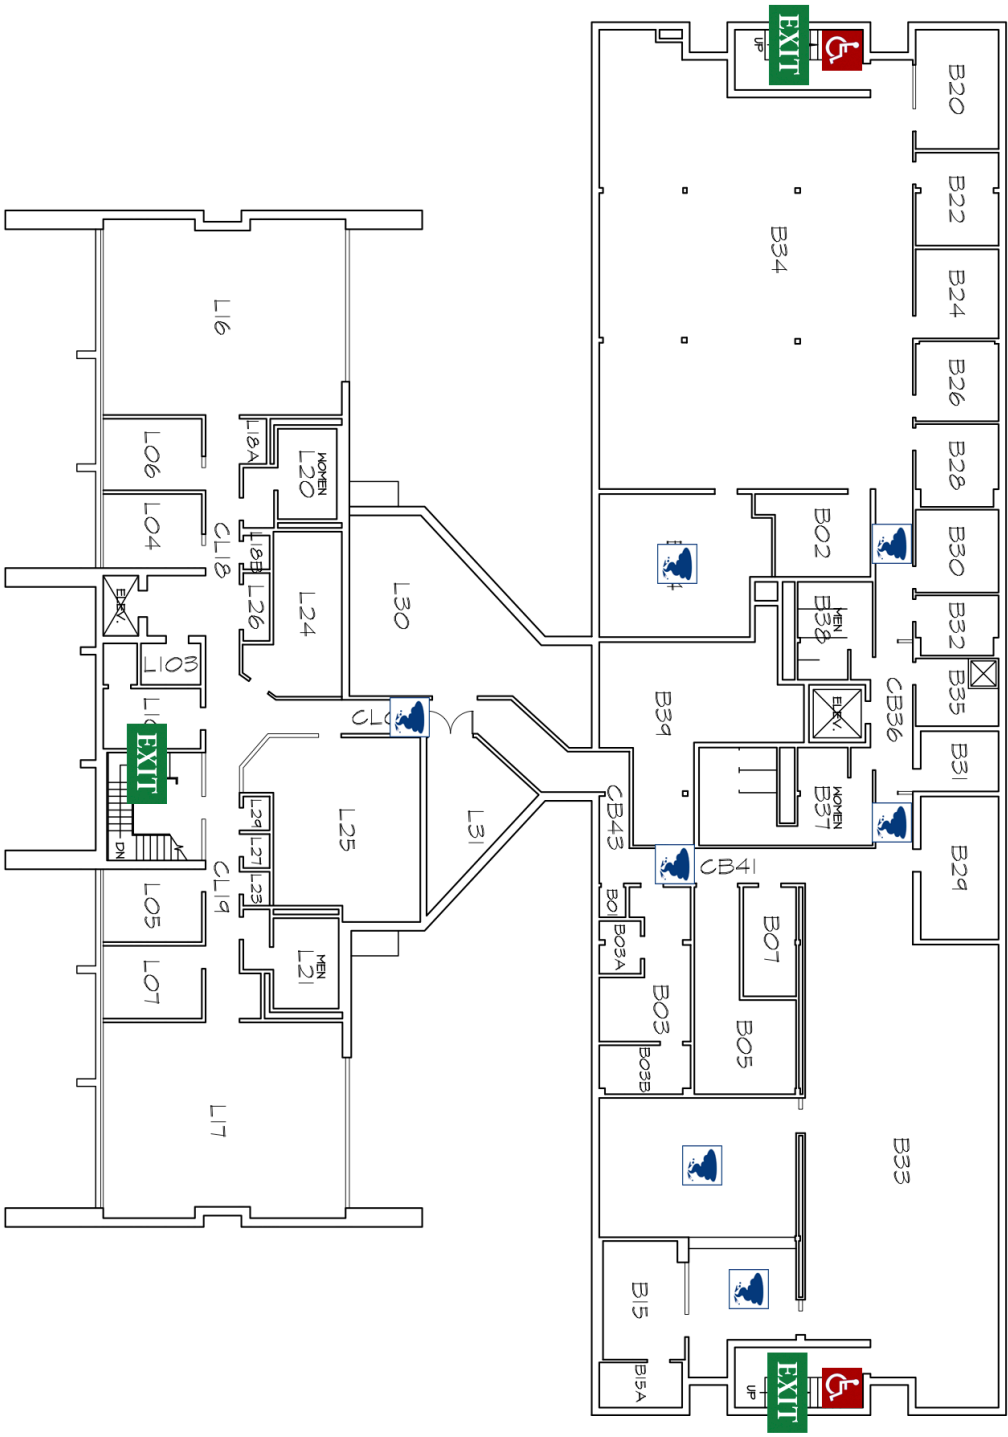 EXIT
UP
B20
B22
B24
B26
B28
B30
B32
B35
B31
B29
B34
B02
MEN
B38
ELEV.
CB36
WOMEN
B37
B39
CB43
CB41
B01
B03A
B03
B03B
B07
B05
B33
B15
B15A
UP
EXIT
L16
L18A
WOMEN
L20
L06
L04
CL18
L18B
L26
L24
L30
ELEV.
L103
EXIT
DN
L29
L27
L23
L25
L31
CL19
L05
L07
MEN
L21
L17